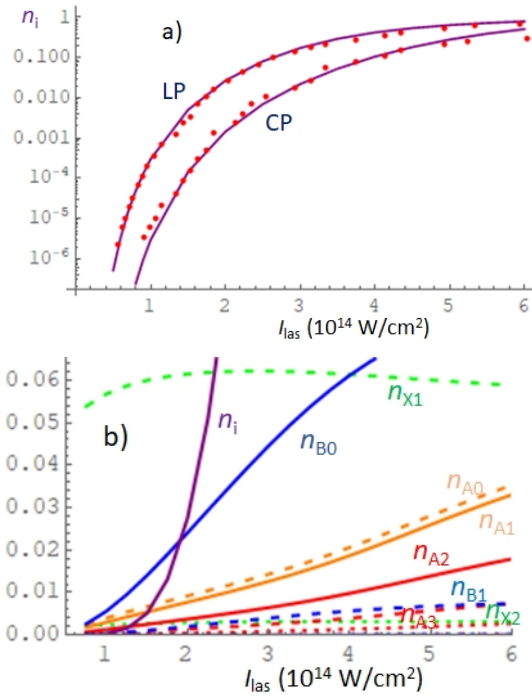 n_i
a)
1
0.100
0.010
0.001
10^-4
10^-5
10^-6
LP
CP
1 2 3 4 5 6
I_las (10^14 W/cm^2)
b)
0.06
0.05
0.04
0.03
0.02
0.01
0.00
n_i
n_B0
n_X1
n_A0
n_A1
n_A2
n_B1
n_A3
n_X2
1 2 3 4 5 6
I_las (10^14 W/cm^2)